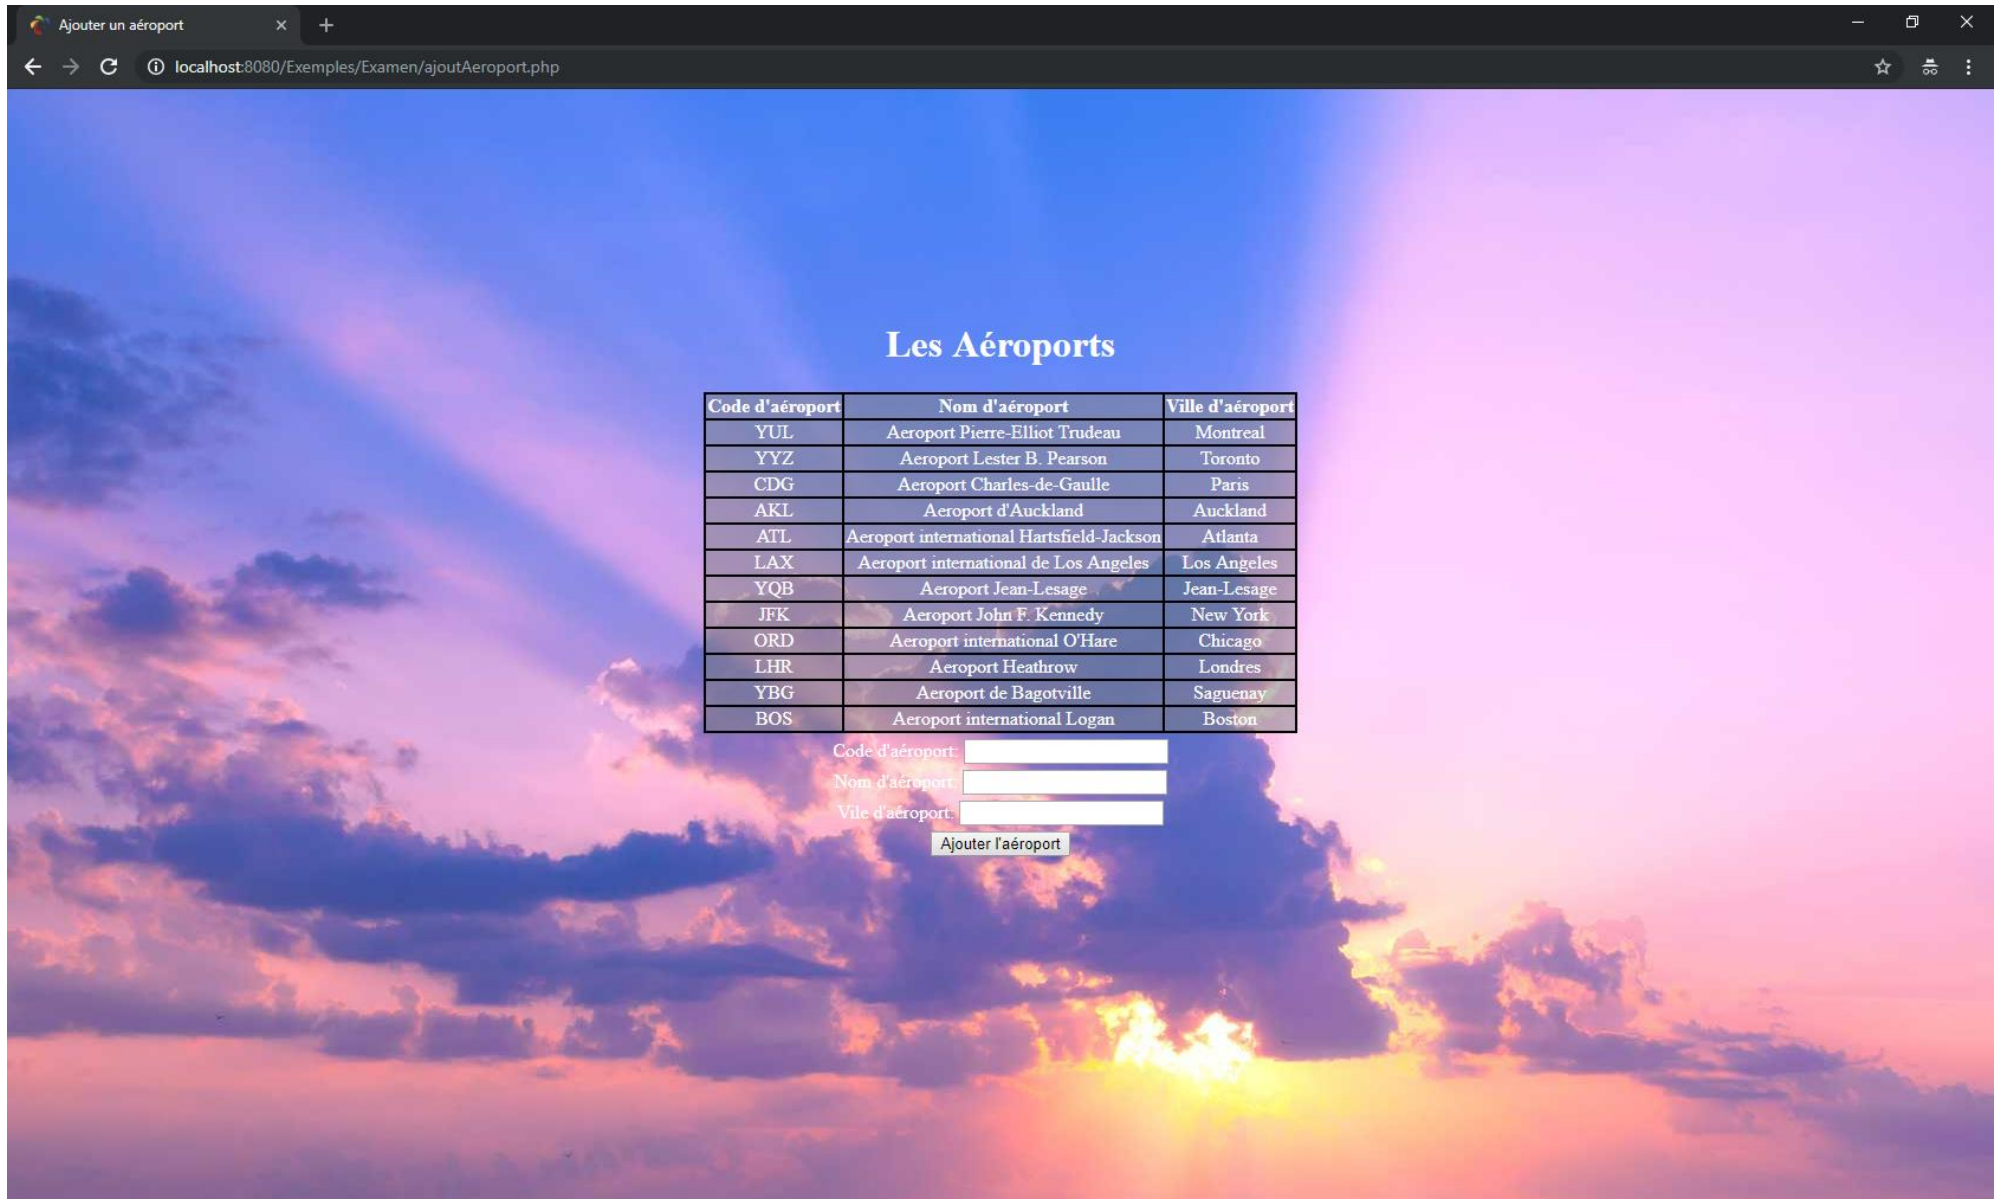 Ajouter un aéroport
localhost:8080/Exemples/Examen/ajoutAeroport.php
Les Aéroports
Code d'aéroport Nom d'aéroport Ville d'aéroport
YUL Aeroport Pierre-Elliot Trudeau Montreal
YYZ Aeroport Lester B. Pearson Toronto
CDG Aeroport Charles-de-Gaulle Paris
AKL Aeroport d'Auckland Auckland
ATL Aeroport international Hartsfield-Jackson Atlanta
LAX Aeroport international de Los Angeles Los Angeles
YQB Aeroport Jean-Lesage Jean-Lesage
JFK Aeroport John F. Kennedy New York
ORD Aeroport international O'Hare Chicago
LHR Aeroport Heathrow Londres
YBG Aeroport de Bagotville Saguenay
BOS Aeroport international Logan Boston
Code d'aéroport:
Nom d'aéroport:
Vile d'aéroport:
Ajouter l'aéroport